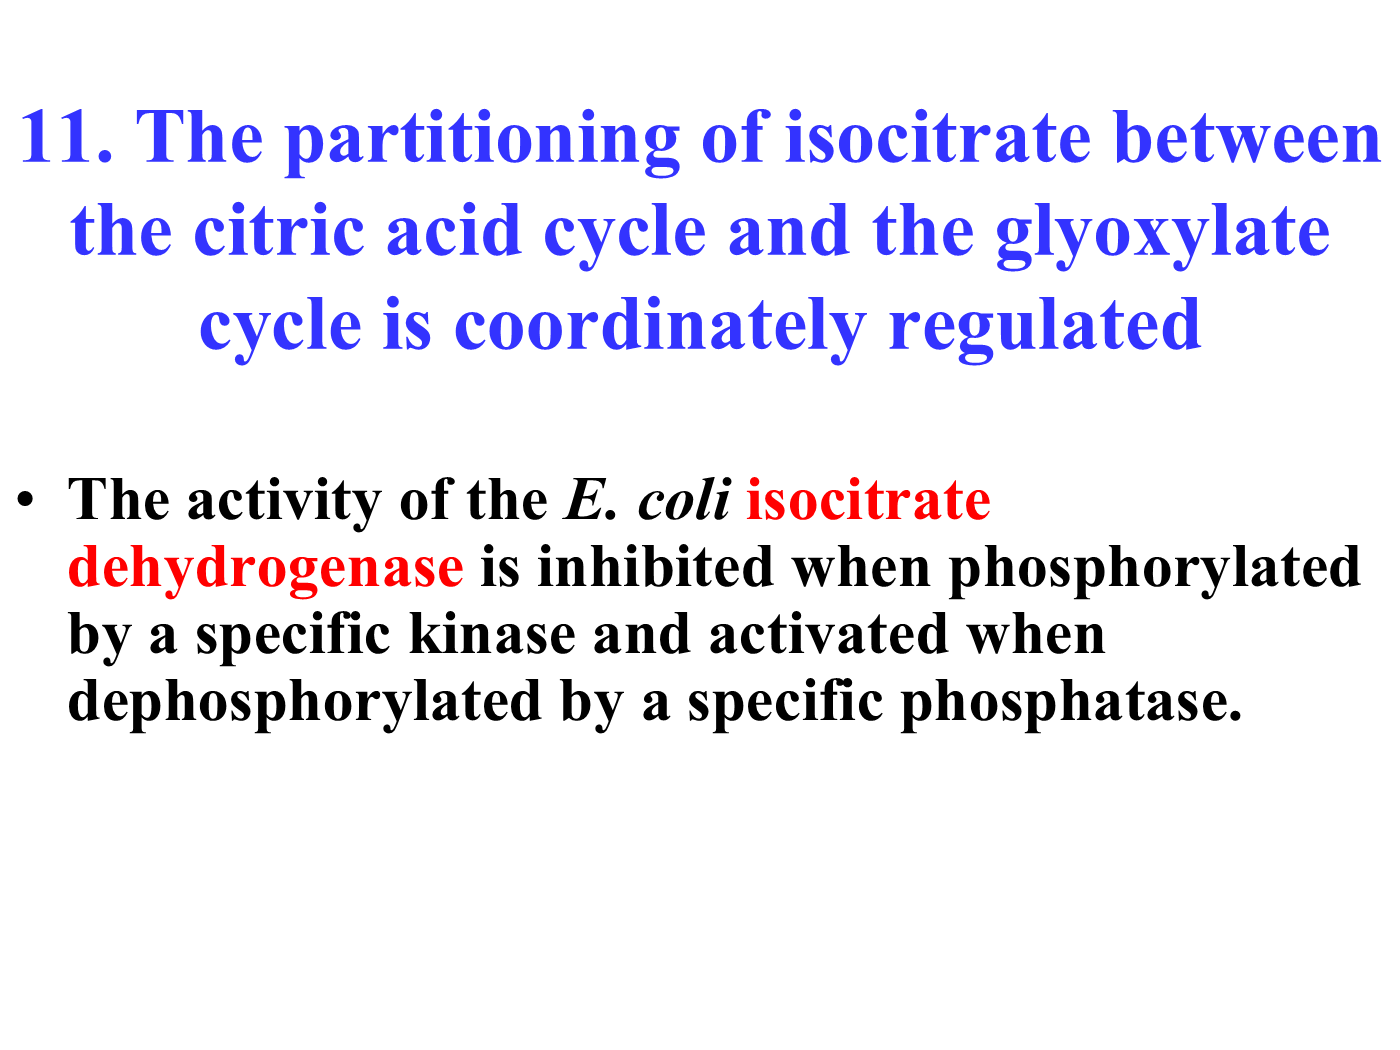 11. The partitioning of isocitrate between
the citric acid cycle and the glyoxylate
cycle is coordinately regulated
• The activity of the E. coli isocitrate
dehydrogenase is inhibited when phosphorylated
by a specific kinase and activated when
dephosphorylated by a specific phosphatase.